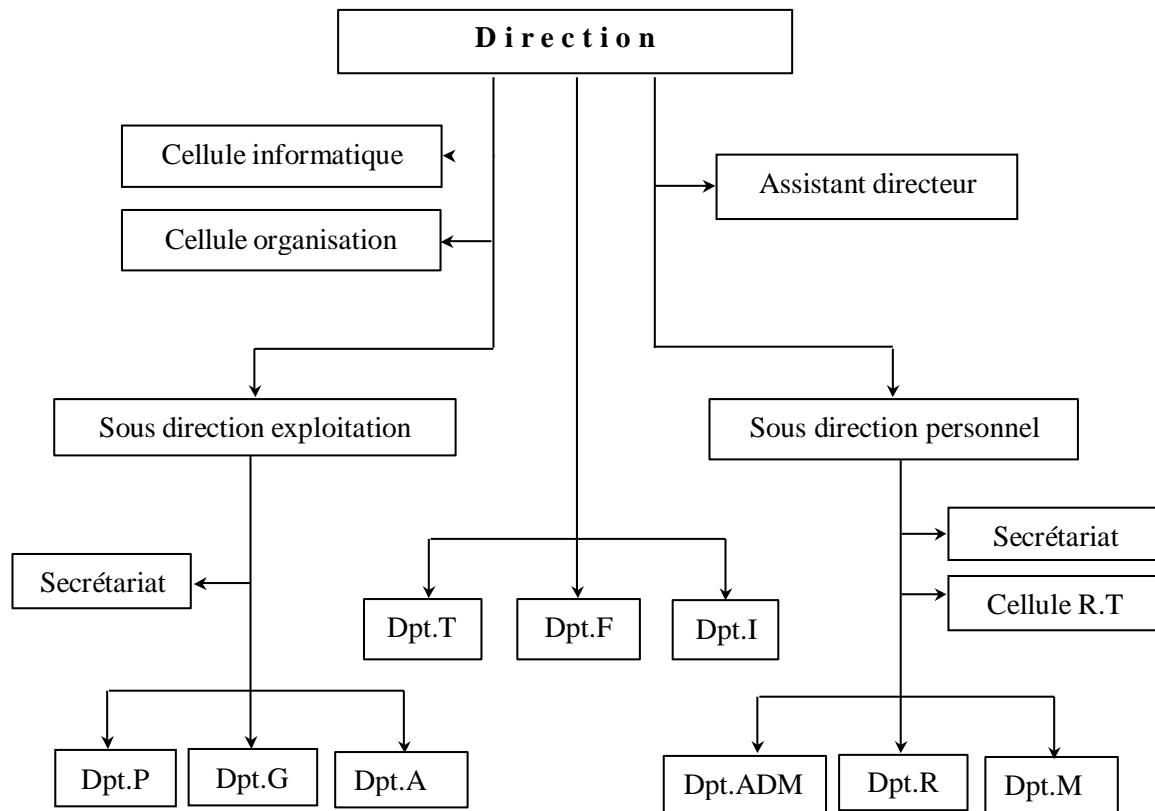 Direction
Cellule informatique
Assistant directeur
Cellule organisation
Sous direction exploitation
Sous direction personnel
Secrétariat
Secrétariat
Cellule R.T
Dpt.T
Dpt.F
Dpt.I
Dpt.P
Dpt.G
Dpt.A
Dpt.ADM
Dpt.R
Dpt.M